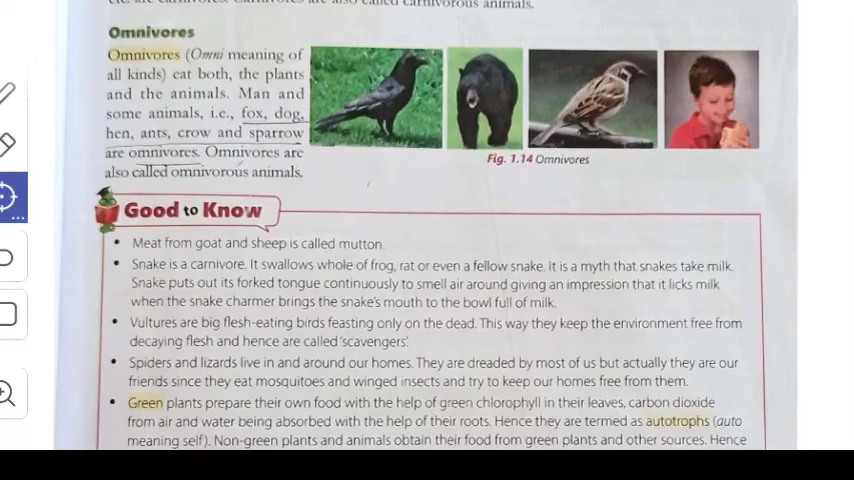 etc. are carnivores. Carnivores are also called carnivorous animals.
Omnivores
Omnivores (Omni meaning of
all kinds) eat both, the plants
and the animals. Man and
some animals, i.e., fox, dog,
hen, ants, crow and sparrow
are omnivores. Omnivores are
also called omnivorous animals.
Fig. 1.14 Omnivores
Good to Know
• Meat from goat and sheep is called mutton.
• Snake is a carnivore. It swallows whole of frog, rat or even a fellow snake. It is a myth that snakes take milk.
Snake puts out its forked tongue continuously to smell air around giving an impression that it licks milk
when the snake charmer brings the snake's mouth to the bowl full of milk.
• Vultures are big flesh-eating birds feasting only on the dead. This way they keep the environment free from
decaying flesh and hence are called 'scavengers'.
• Spiders and lizards live in and around our homes. They are dreaded by most of us but actually they are our
friends since they eat mosquitoes and winged insects and try to keep our homes free from them.
• Green plants prepare their own food with the help of green chlorophyll in their leaves, carbon dioxide
from air and water being absorbed with the help of their roots. Hence they are termed as autotrophs (auto
meaning self). Non-green plants and animals obtain their food from green plants and other sources. Hence